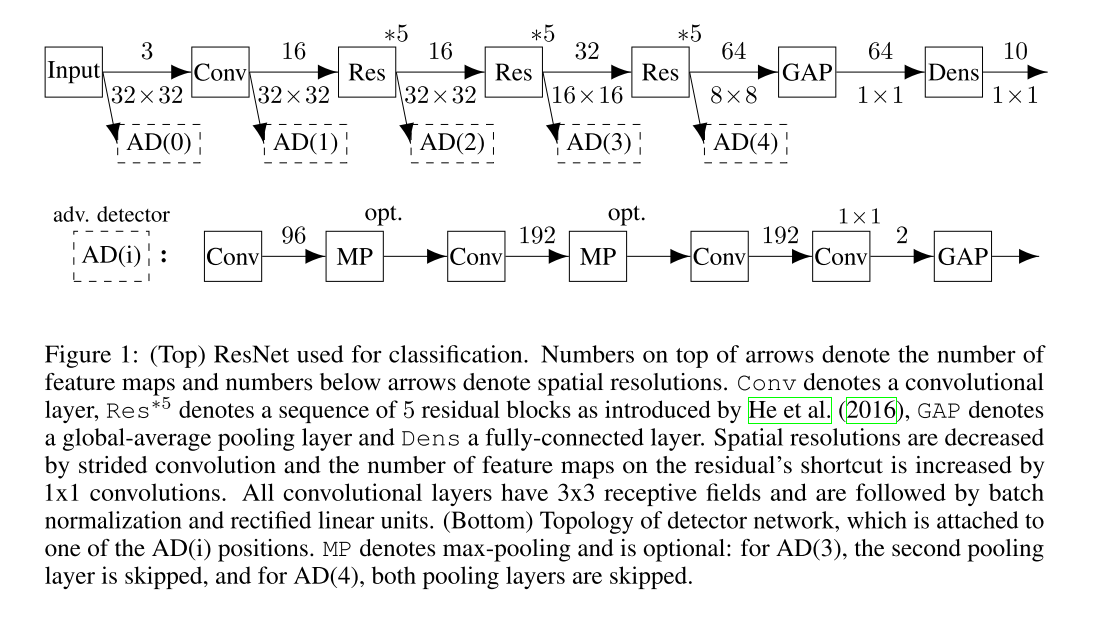 *5 *5 *5
3 16 16 32 64 64 10
Input Conv Res Res Res GAP Dens
32×32 32×32 32×32 16×16 8×8 1×1 1×1
AD(0) AD(1) AD(2) AD(3) AD(4)
adv. detector opt. opt. 1×1
96 192 192 2
AD(i) : Conv MP Conv MP Conv Conv GAP
Figure 1: (Top) ResNet used for classification. Numbers on top of arrows denote the number of
feature maps and numbers below arrows denote spatial resolutions. Conv denotes a convolutional
layer, Res*5 denotes a sequence of 5 residual blocks as introduced by He et al. (2016), GAP denotes
a global-average pooling layer and Dens a fully-connected layer. Spatial resolutions are decreased
by strided convolution and the number of feature maps on the residual's shortcut is increased by
1x1 convolutions. All convolutional layers have 3x3 receptive fields and are followed by batch
normalization and rectified linear units. (Bottom) Topology of detector network, which is attached to
one of the AD(i) positions. MP denotes max-pooling and is optional: for AD(3), the second pooling
layer is skipped, and for AD(4), both pooling layers are skipped.